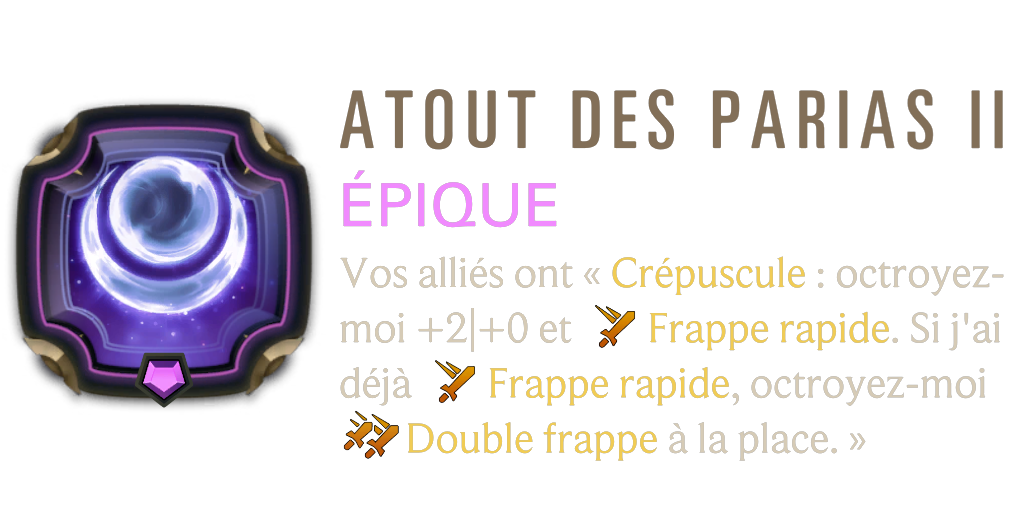 ATOUT DES PARIAS II
ÉPIQUE
Vos alliés ont « Crépuscule : octroyez-
moi +2|+0 et Frappe rapide. Si j'ai
déjà Frappe rapide, octroyez-moi
Double frappe à la place. »